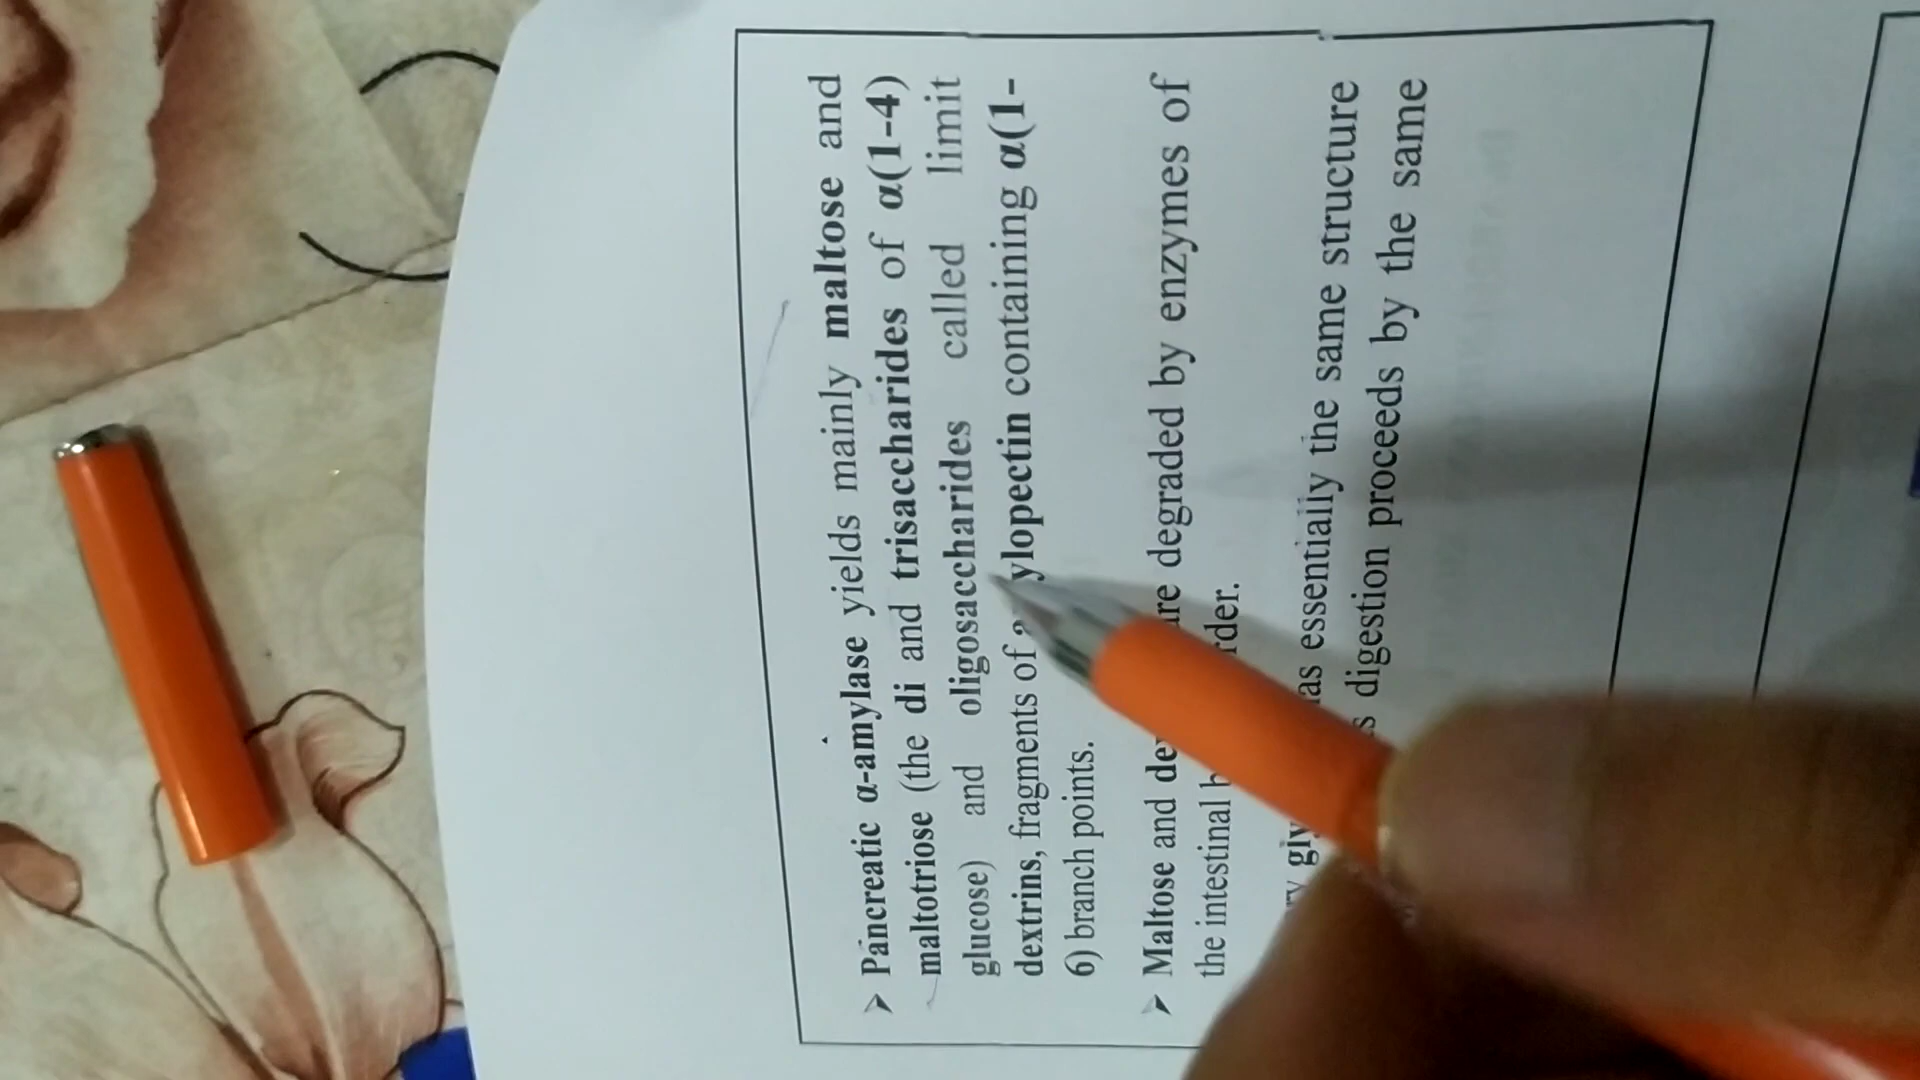 ➤ Pancreatic α-amylase yields mainly maltose and
maltotriose (the di and trisaccharides of α(1-4)
glucose) and oligosaccharides called limit
dextrins, fragments of ylopectin containing α(1-
6) branch points.
➤ Maltose and de re degraded by enzymes of
the intestinal b rder.
ry gly as essentially the same structure
s digestion proceeds by the same